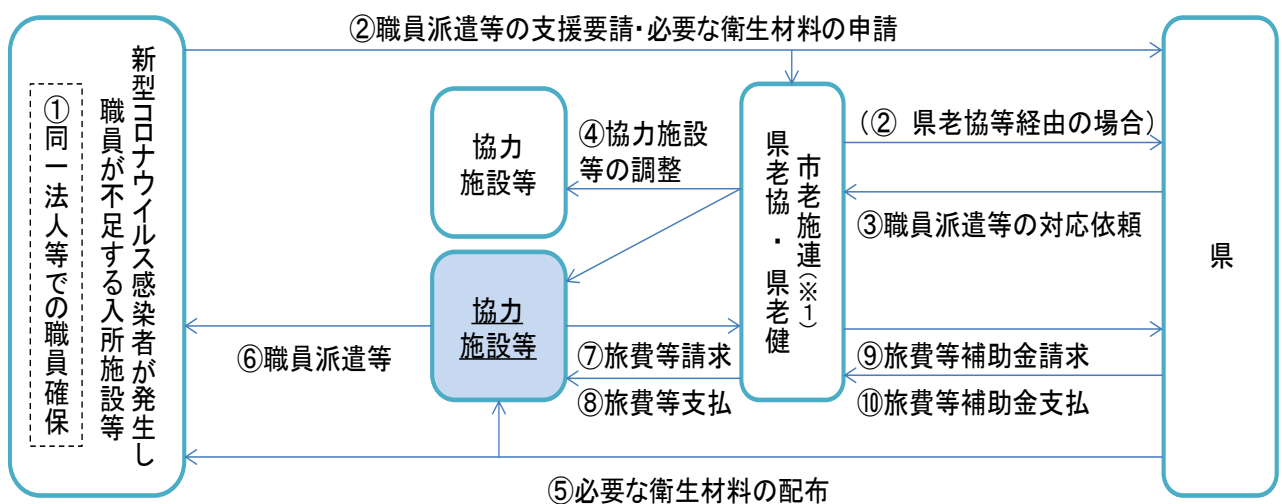 ②職員派遣等の支援要請・必要な衛生材料の申請
新型コロナウイルス感染者が発生し
職員が不足する入所施設等
①同一法人等での職員確保
協力
施設等
④協力施設
等の調整
市老施連(※1)
県老協・県老健
(② 県老協等経由の場合)
③職員派遣等の対応依頼
県
協力
施設等
⑥職員派遣等
⑦旅費等請求
⑧旅費等支払
⑨旅費等補助金請求
⑩旅費等補助金支払
⑤必要な衛生材料の配布